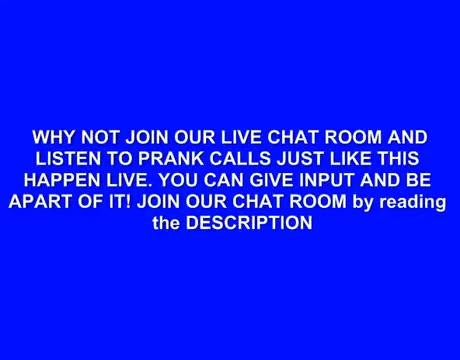 WHY NOT JOIN OUR LIVE CHAT ROOM AND
LISTEN TO PRANK CALLS JUST LIKE THIS
HAPPEN LIVE. YOU CAN GIVE INPUT AND BE
APART OF IT! JOIN OUR CHAT ROOM by reading
the DESCRIPTION